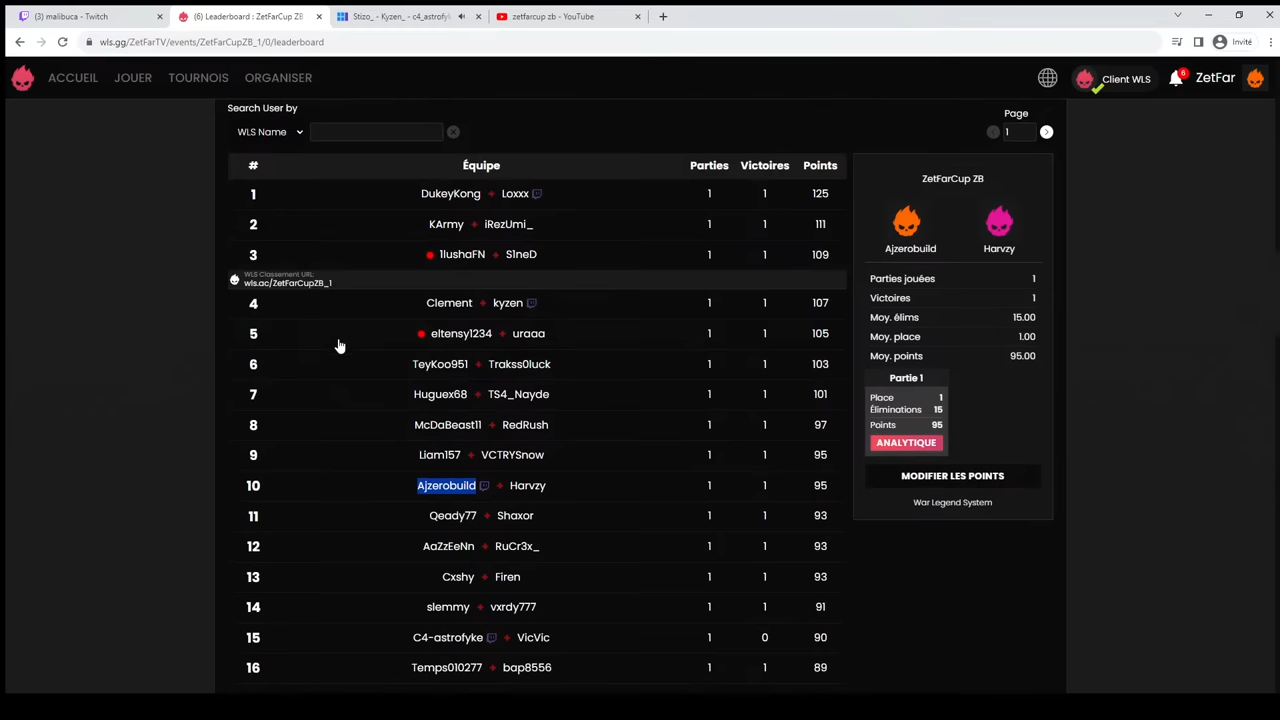 (3) malibuca - Twitch
(6) Leaderboard : ZetFarCup ZB
Stizo_ - Kyzen_ - c4_astrofyk
zetfarcup zb - YouTube
wls.gg/ZetFarTV/events/ZetFarCupZB_1/0/leaderboard
Invité
ACCUEIL JOUER TOURNOIS ORGANISER
Client WLS 6 ZetFar
Search User by
WLS Name
Page
1
# Équipe Parties Victoires Points
1 DukeyKong Loxxx 1 1 125
2 KArmy iRezUmi_ 1 1 111
3 1lushaFN S1neD 1 1 109
WLS Classement URL:
wls.ac/ZetFarCupZB_1
4 Clement kyzen 1 1 107
5 eltensy1234 uraaa 1 1 105
6 TeyKoo951 Trakss0luck 1 1 103
7 Huguex68 TS4_Nayde 1 1 101
8 McDaBeast11 RedRush 1 1 97
9 Liam157 VCTRYSnow 1 1 95
10 Ajzerobuild Harvzy 1 1 95
11 Qeady77 Shaxor 1 1 93
12 AaZzEeNn RuCr3x_ 1 1 93
13 Cxshy Firen 1 1 93
14 slemmy vxrdy777 1 1 91
15 C4-astrofyke VicVic 1 0 90
16 Temps010277 bap8556 1 1 89
ZetFarCup ZB
Ajzerobuild Harvzy
Parties jouées 1
Victoires 1
Moy. élims 15.00
Moy. place 1.00
Moy. points 95.00
Partie 1
Place 1
Éliminations 15
Points 95
ANALYTIQUE
MODIFIER LES POINTS
War Legend System